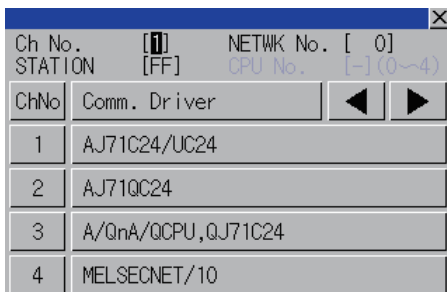 Ch No. [1] NETWK No. [ 0]
STATION [FF] CPU No. [-](0~4)
ChNo Comm. Driver
1 AJ71C24/UC24
2 AJ71QC24
3 A/QnA/QCPU,QJ71C24
4 MELSECNET/10